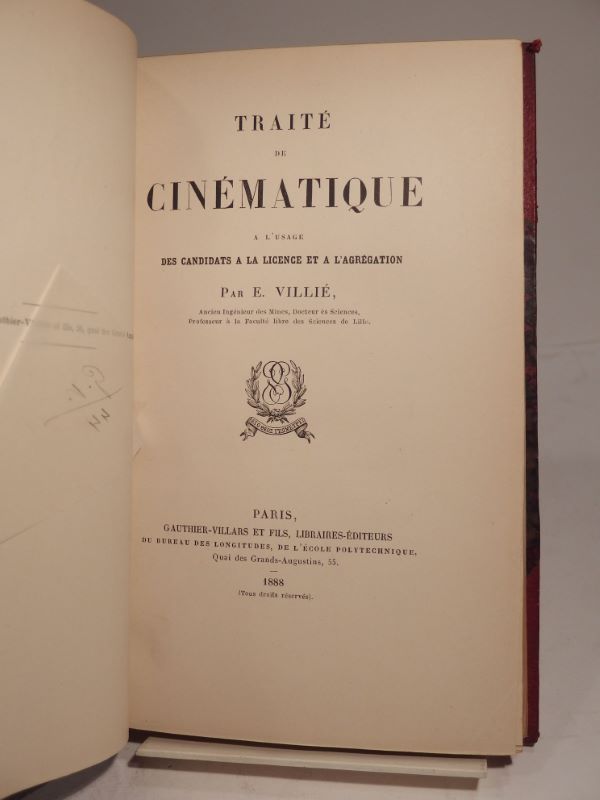 TRAITÉ
DE
CINÉMATIQUE
A L'USAGE
DES CANDIDATS A LA LICENCE ET A L'AGRÉGATION
PAR E. VILLIÉ,
Ancien Ingénieur des Mines, Docteur ès Sciences,
Professeur à la Faculté libre des Sciences de Lille.
PARIS,
GAUTHIER-VILLARS ET FILS, LIBRAIRES-ÉDITEURS
DU BUREAU DES LONGITUDES, DE L'ÉCOLE POLYTECHNIQUE,
Quai des Grands-Augustins, 55.
1888
(Tous droits réservés).